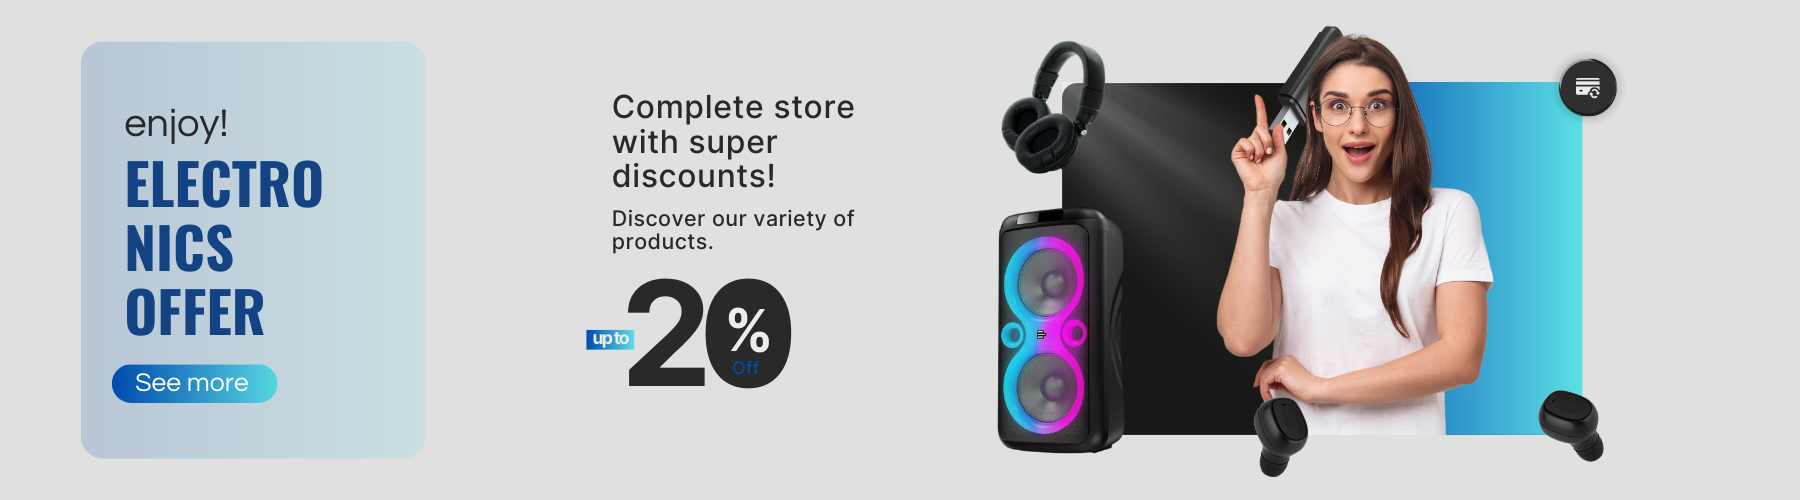 enjoy!
ELECTRO
NICS
OFFER
See more
Complete store
with super
discounts!
Discover our variety of
products.
up to
20
%
Off